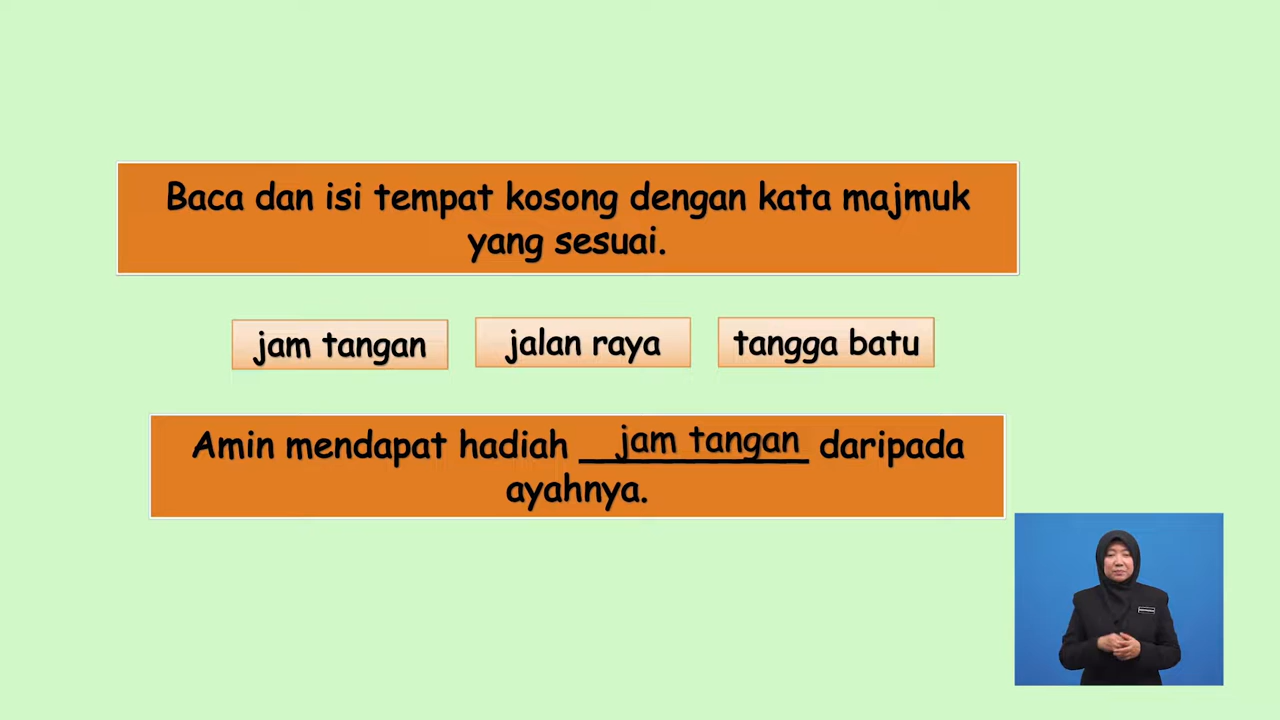 Baca dan isi tempat kosong dengan kata majmuk
yang sesuai.
jam tangan
jalan raya
tangga batu
Amin mendapat hadiah jam tangan daripada
ayahnya.